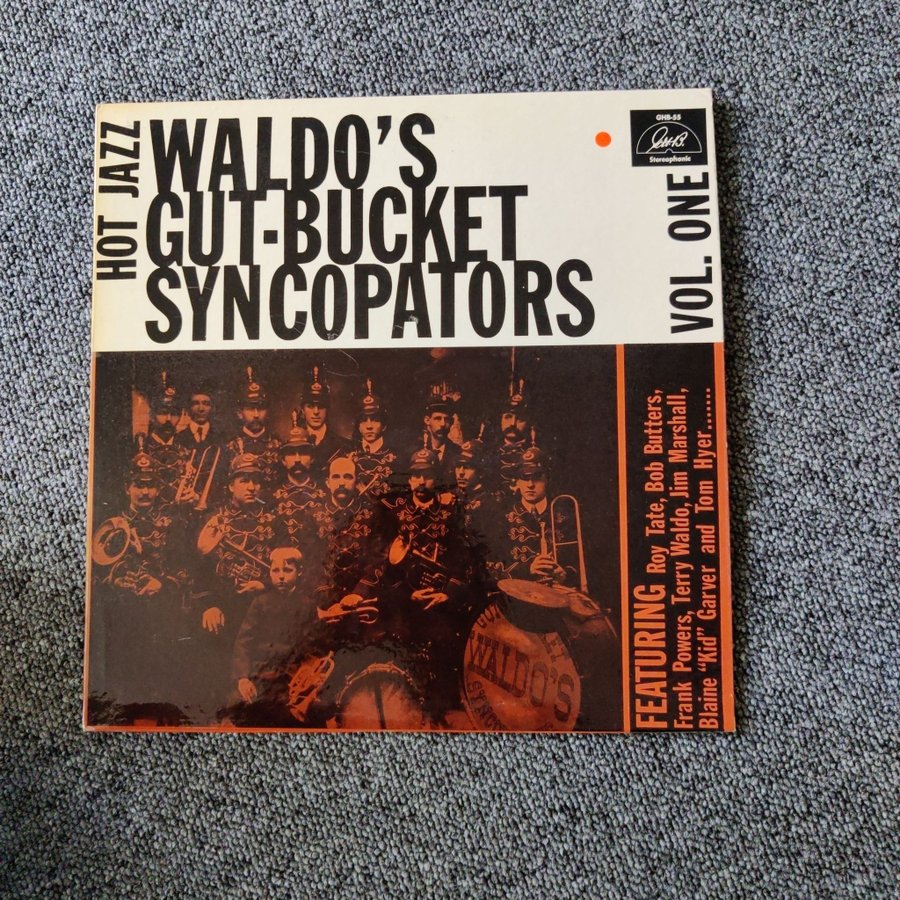 HOT JAZZ
WALDO'S
GUT-BUCKET
SYNCOPATORS
GHB-55
G.H.B.
Stereophonic
VOL. ONE
FEATURING Roy Tate, Bob Butters,
Frank Powers, Terry Waldo, Jim Marshall,
Blaine "Kid" Garver and Tom Hyer.......
WALDO'S